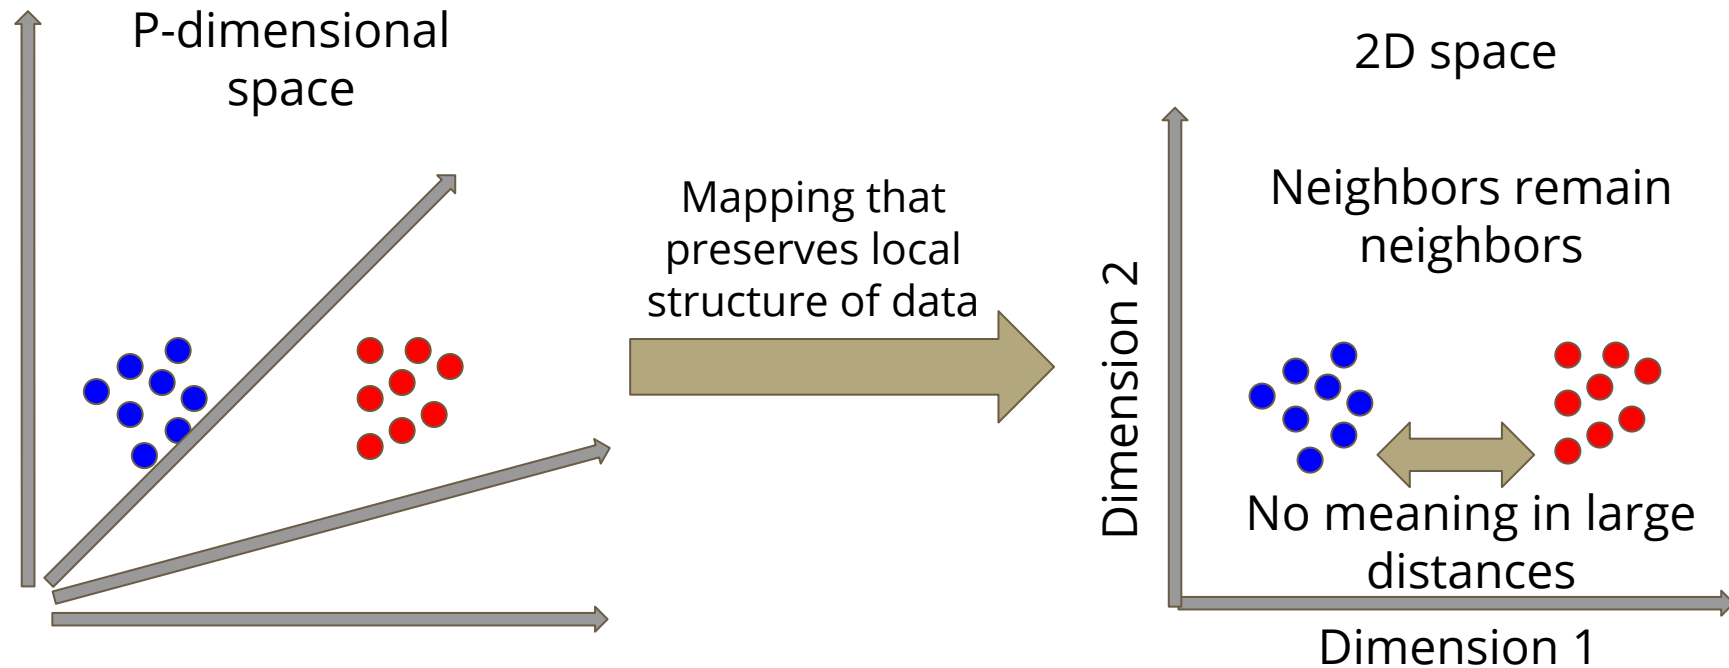 P-dimensional
space
Mapping that
preserves local
structure of data
2D space
Neighbors remain
neighbors
Dimension 2
No meaning in large
distances
Dimension 1